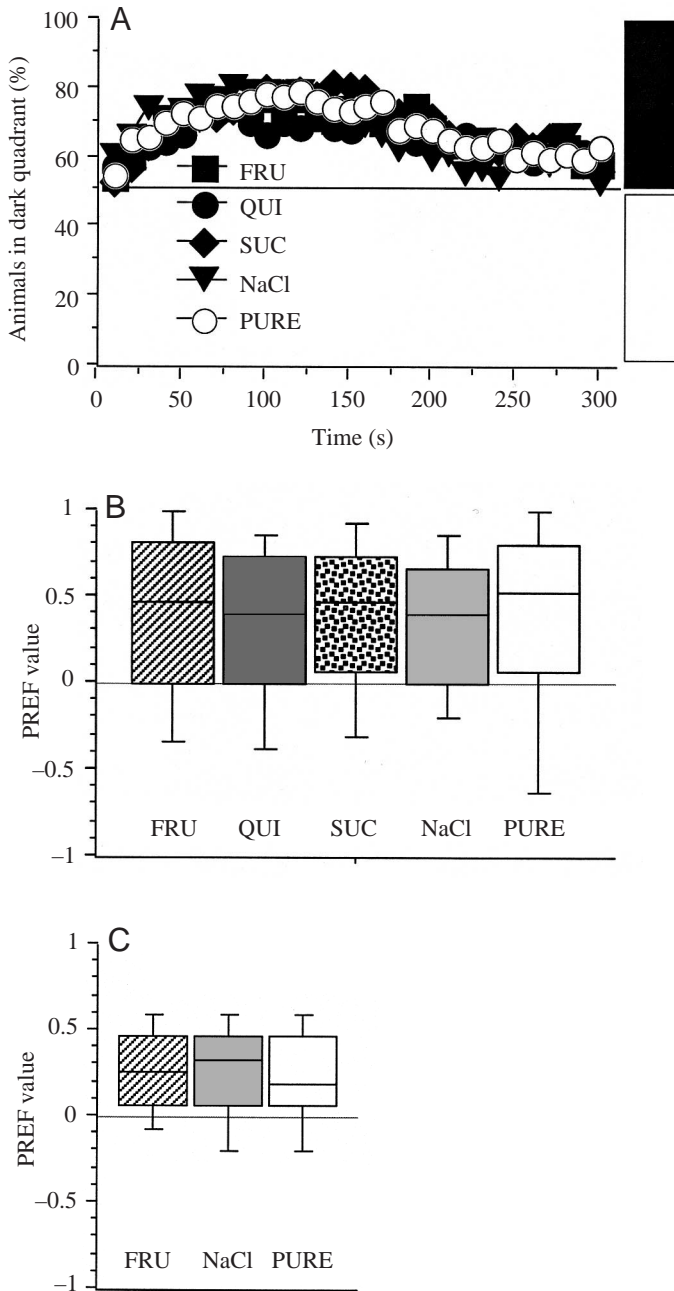 A
Animals in dark quadrant (%)
100
80
60
40
20
0
FRU
QUI
SUC
NaCl
PURE
0 50 100 150 200 250 300
Time (s)
B
PREF value
1
0.5
0
–0.5
–1
FRU QUI SUC NaCl PURE
C
PREF value
1
0.5
0
–0.5
–1
FRU NaCl PURE